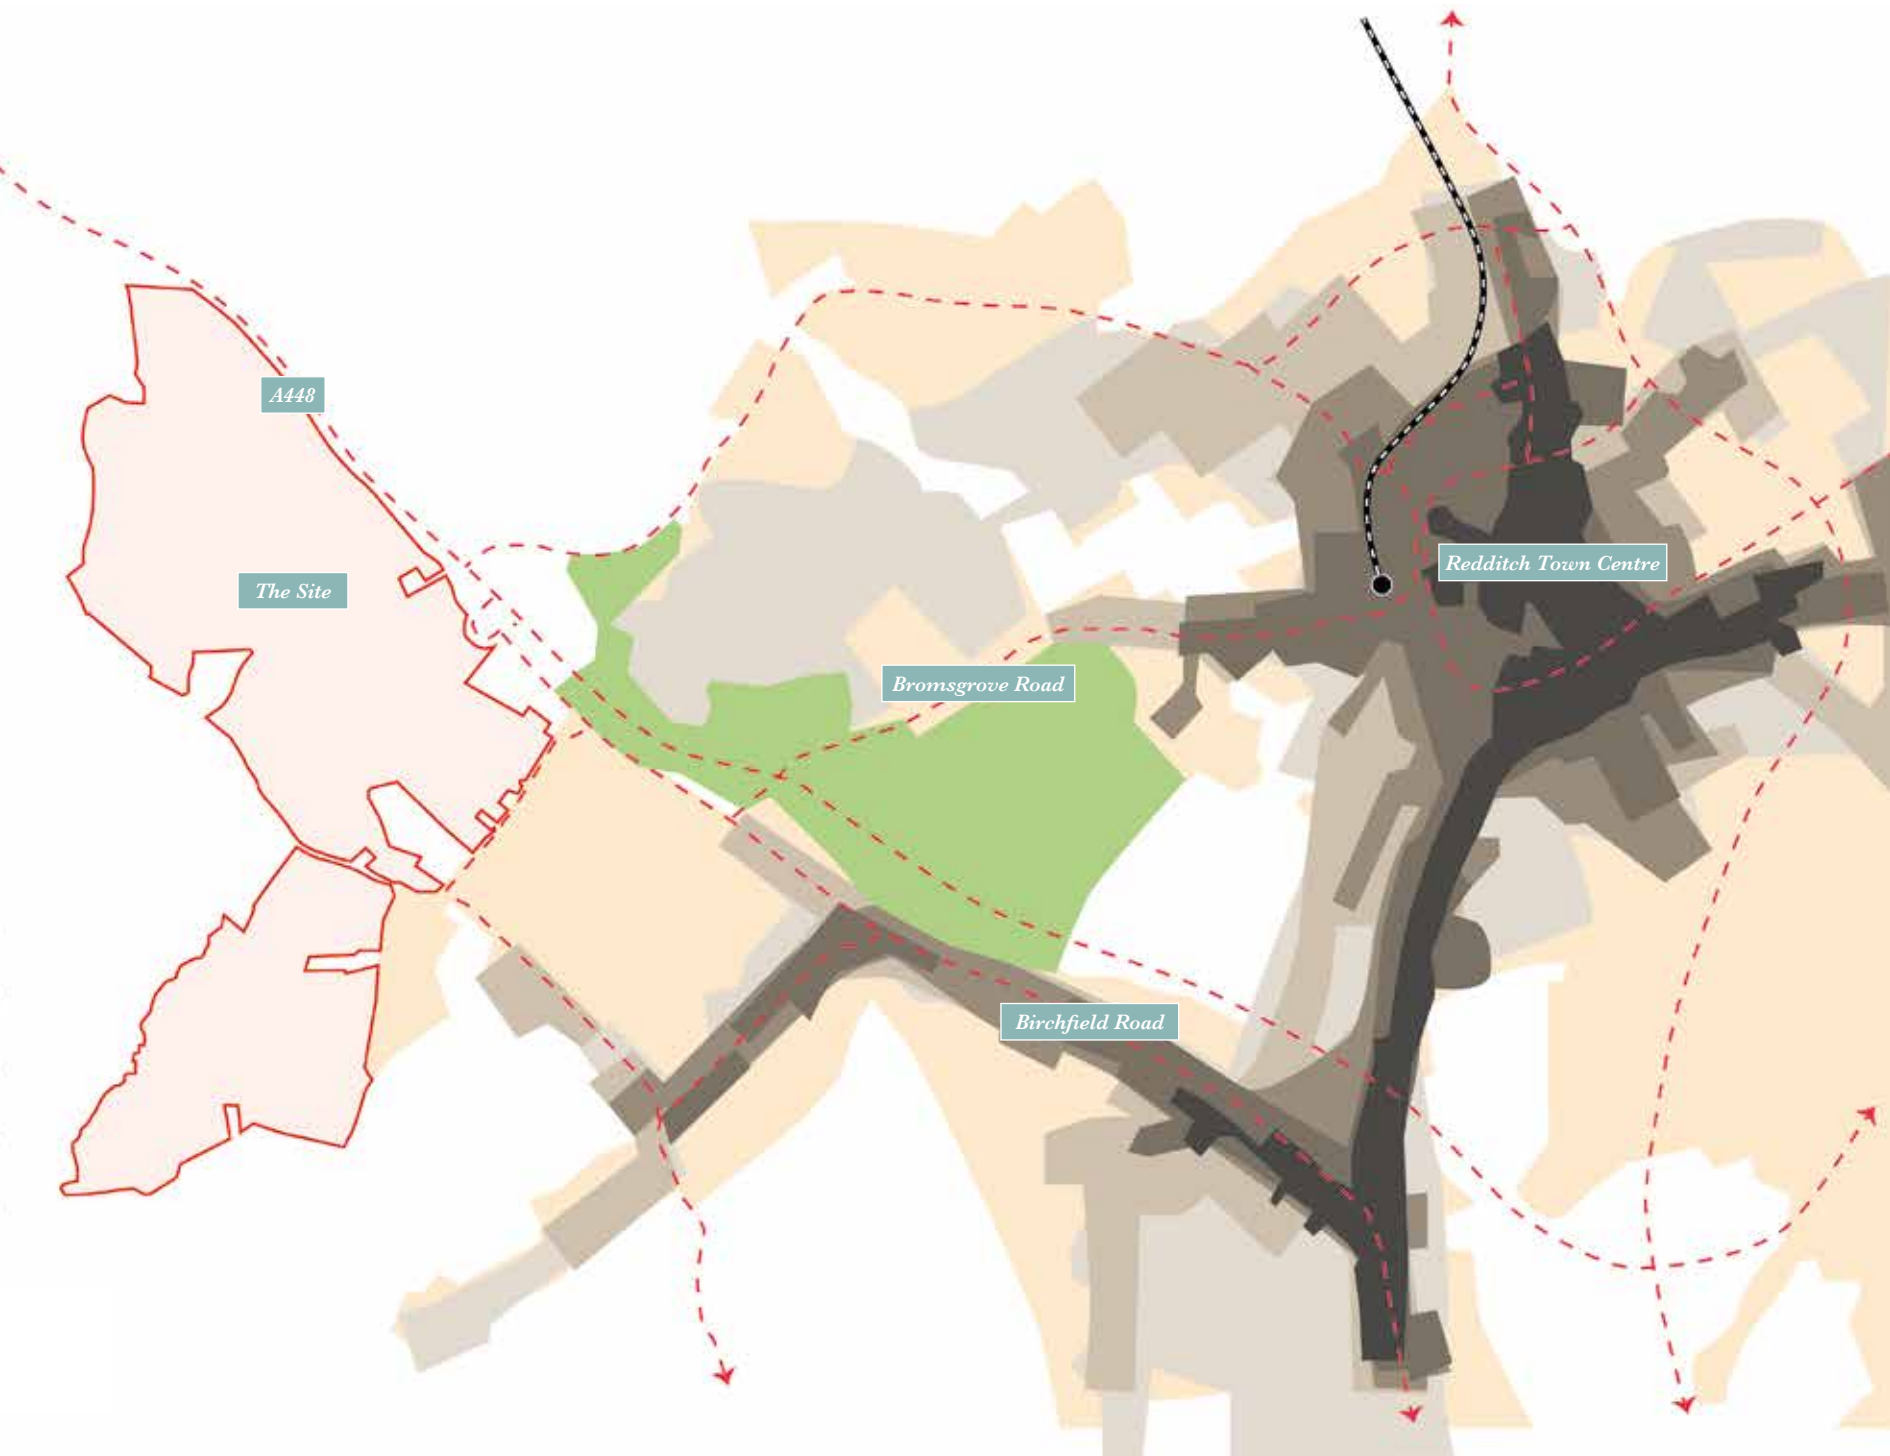 A448
Redditch Town Centre
The Site
Bromsgrove Road
Birchfield Road